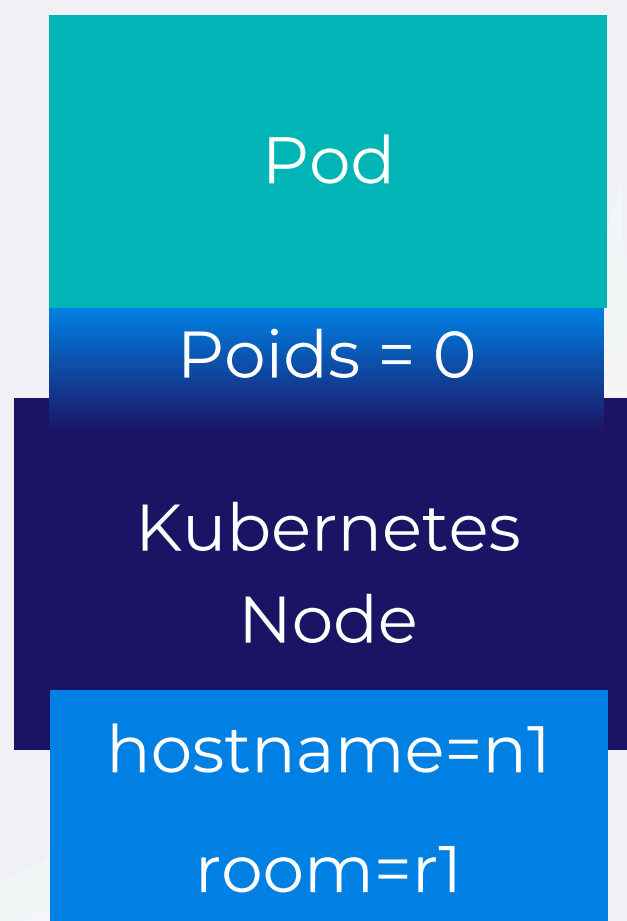 Pod
Poids = 0
Kubernetes
Node
hostname=n1
room=r1